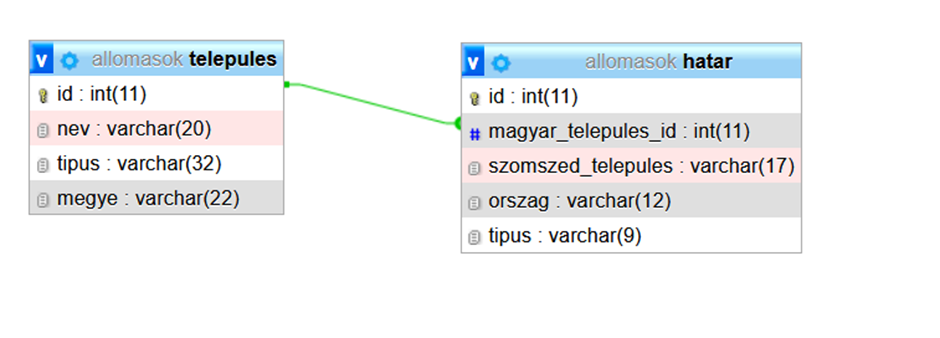 v allomasok telepules
id : int(11)
nev : varchar(20)
tipus : varchar(32)
megye : varchar(22)
v allomasok hatar
id : int(11)
# magyar_telepules_id : int(11)
szomszed_telepules : varchar(17)
orszag : varchar(12)
tipus : varchar(9)